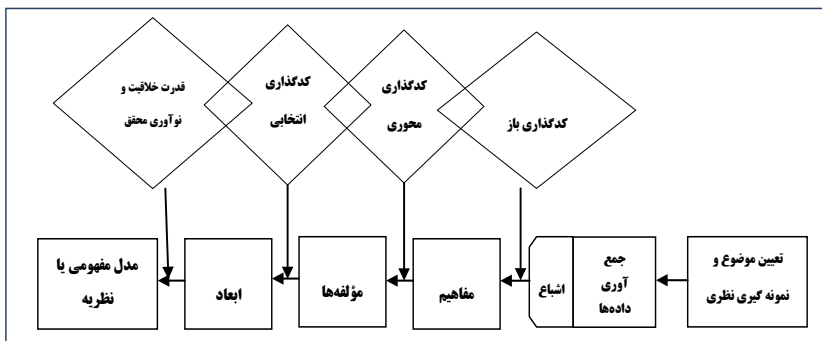 کدگذاری باز
کدگذاری
محوری
کدگذاری
انتخابی
قدرت خلاقیت و
نوآوری محقق
تعیین موضوع و
نمونه گیری نظری
جمع
آوری
داده‌ها
اشباع
مفاهیم
مؤلفه‌ها
ابعاد
مدل مفهومی یا
نظریه